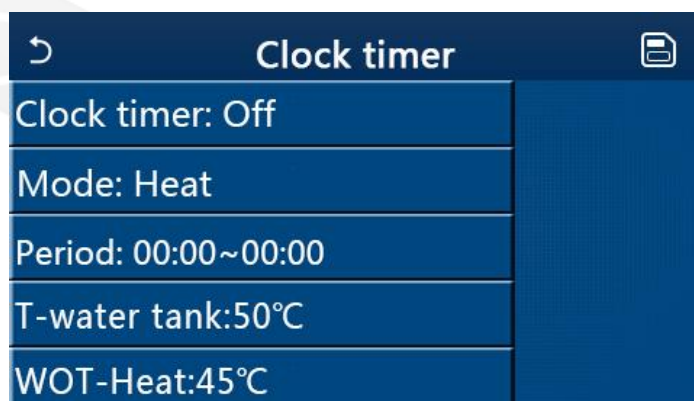 Clock timer
Clock timer: Off
Mode: Heat
Period: 00:00~00:00
T-water tank:50℃
WOT-Heat:45℃